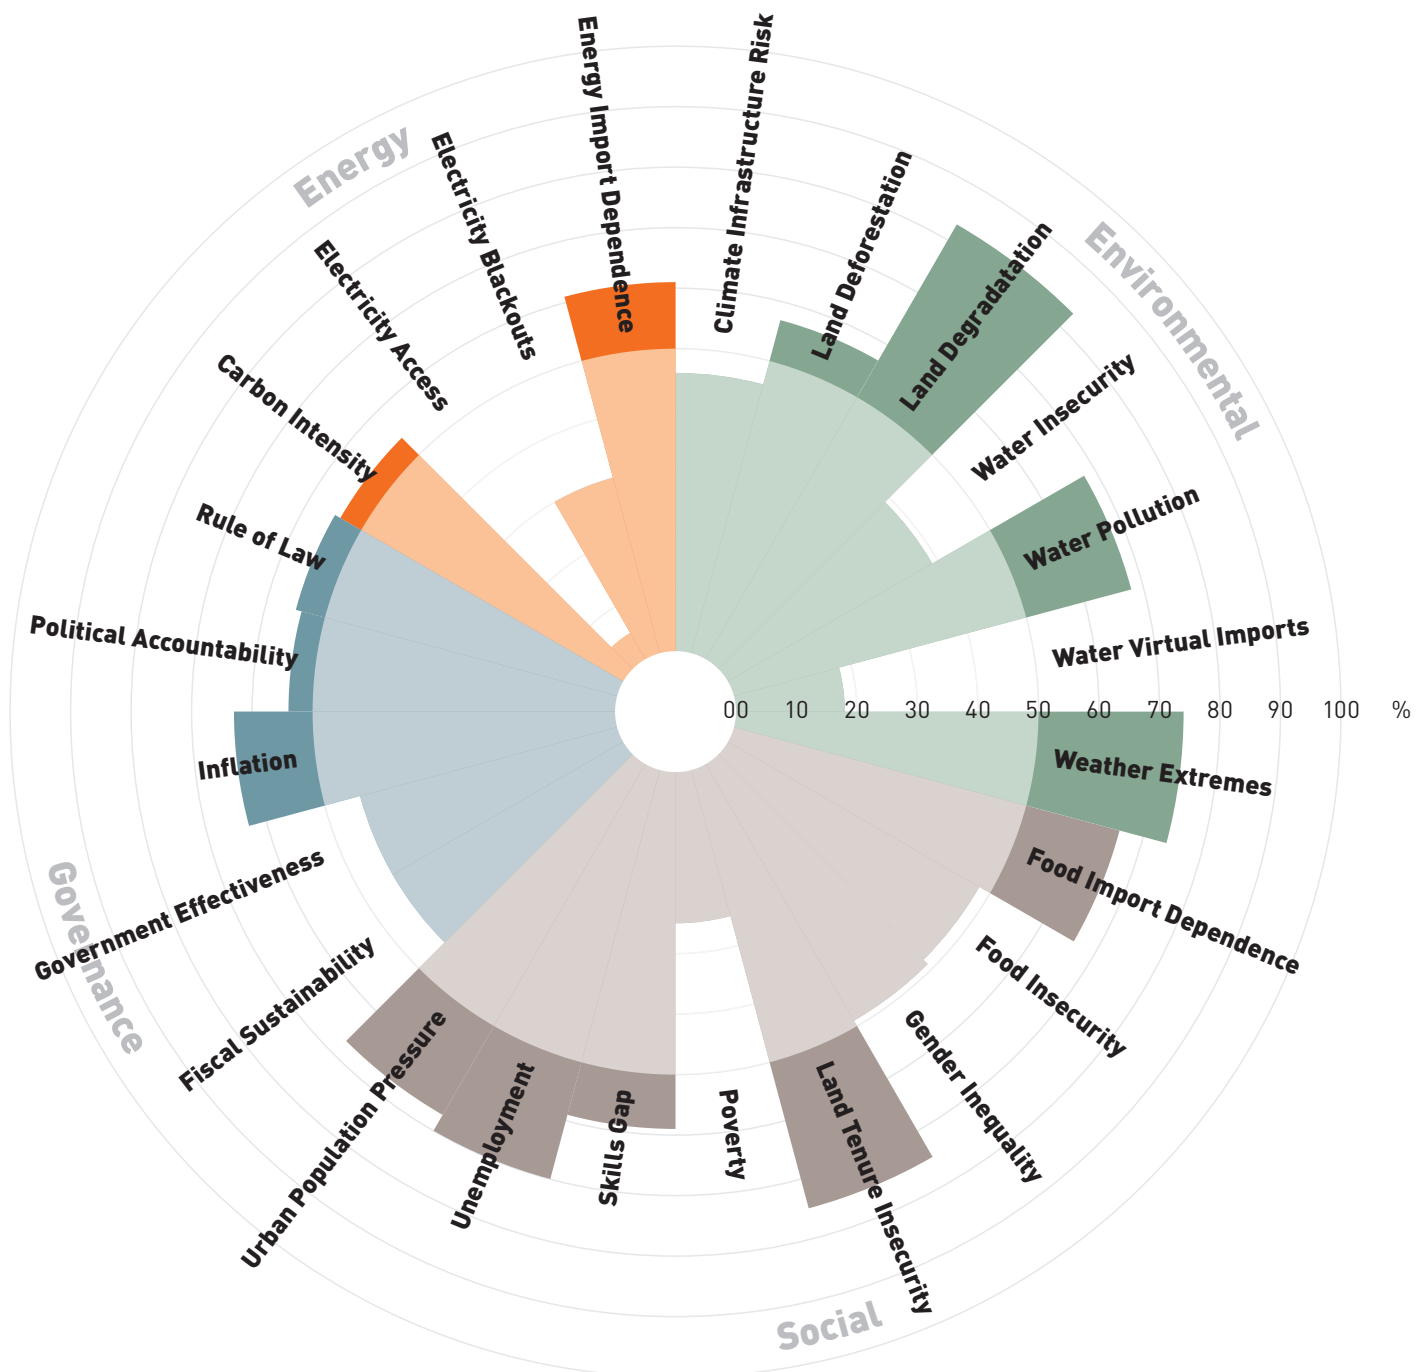 Energy
Environmental
Governance
Social
Climate Infrastructure Risk
Land Deforestation
Land Degradatation
Water Insecurity
Water Pollution
Water Virtual Imports
00 10 20 30 40 50 60 70 80 90 100 %
Weather Extremes
Food Import Dependence
Food Insecurity
Gender Inequality
Land Tenure Insecurity
Poverty
Skills Gap
Unemployment
Urban Population Pressure
Fiscal Sustainability
Government Effectiveness
Inflation
Political Accountability
Rule of Law
Carbon Intensity
Electricity Access
Electricity Blackouts
Energy Import Dependence